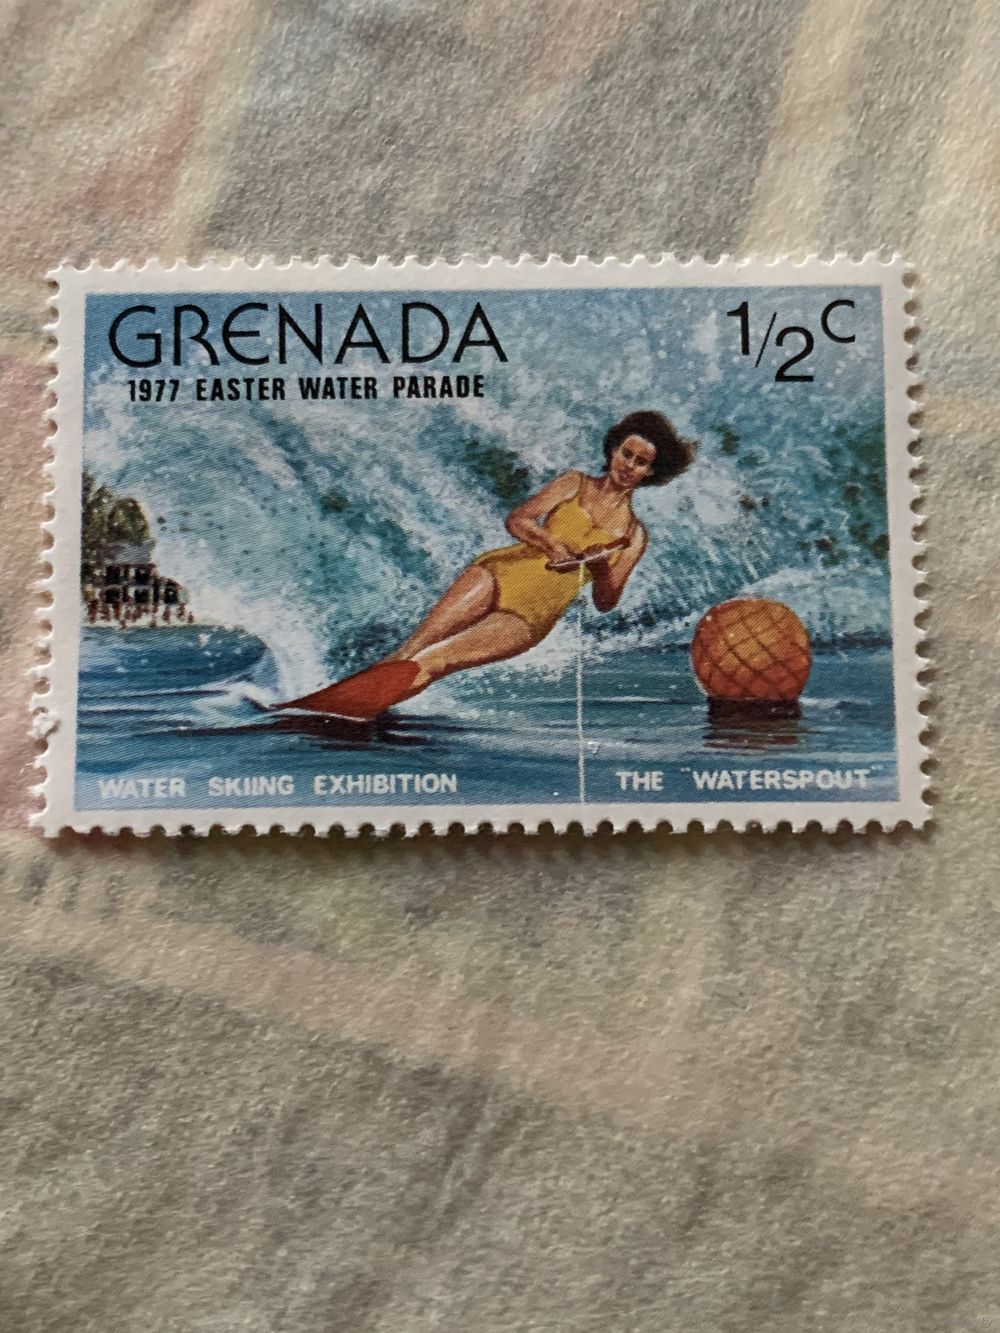 GRENADA
1/2C
1977 EASTER WATER PARADE
WATER SKIING EXHIBITION
THE "WATERSPOUT"